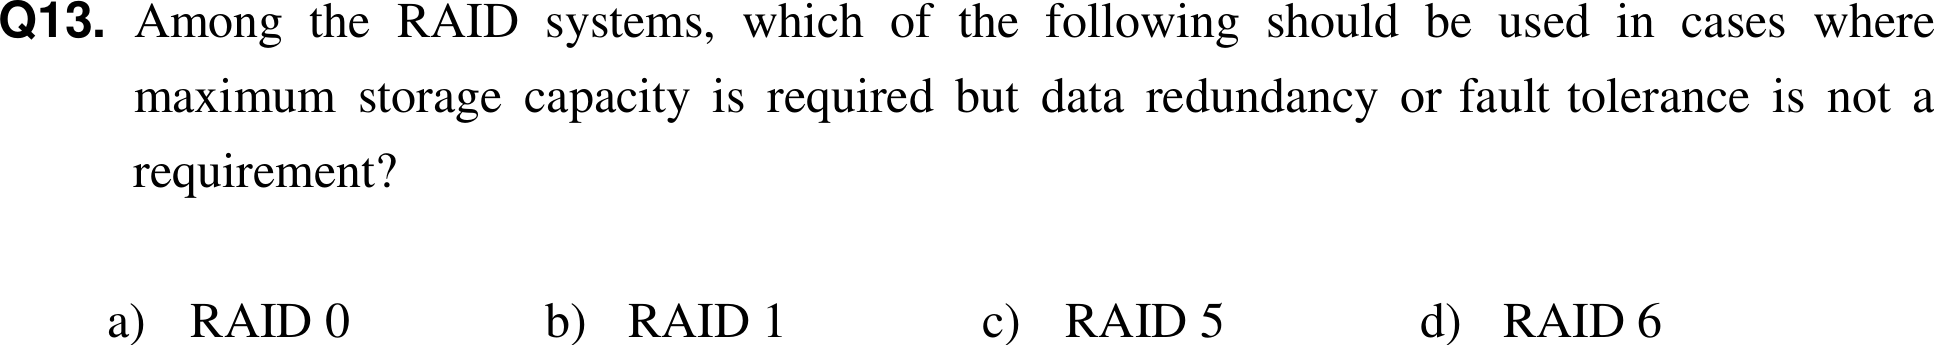 Q13. Among the RAID systems, which of the following should be used in cases where
maximum storage capacity is required but data redundancy or fault tolerance is not a
requirement?
a) RAID 0 b) RAID 1 c) RAID 5 d) RAID 6